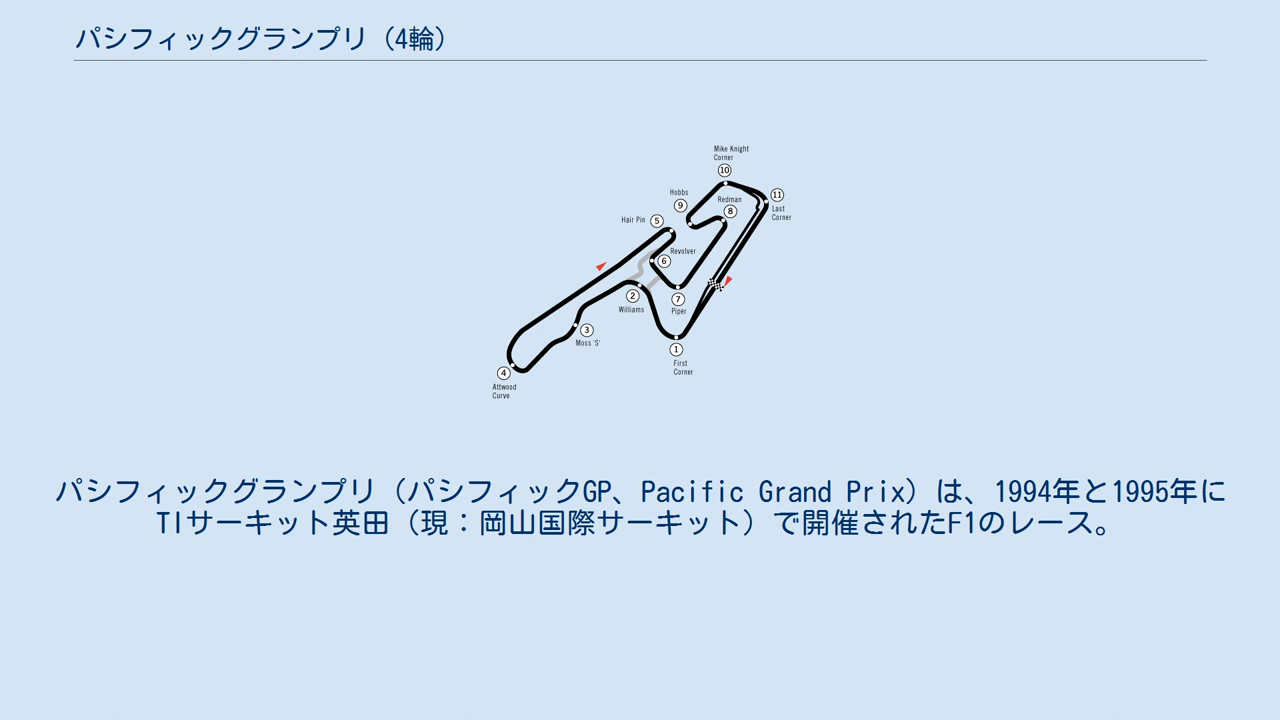 パシフィックグランプリ（4輪）
Mike Knight
Corner
10
11
Last
Corner
Hobbs
9
Redman
8
Hair Pin
5
Revolver
6
2
Williams
7
Piper
3
Moss 'S'
1
First
Corner
4
Attwood
Curve
パシフィックグランプリ（パシフィックGP、Pacific Grand Prix）は、1994年と1995年に
TIサーキット英田（現：岡山国際サーキット）で開催されたF1のレース。